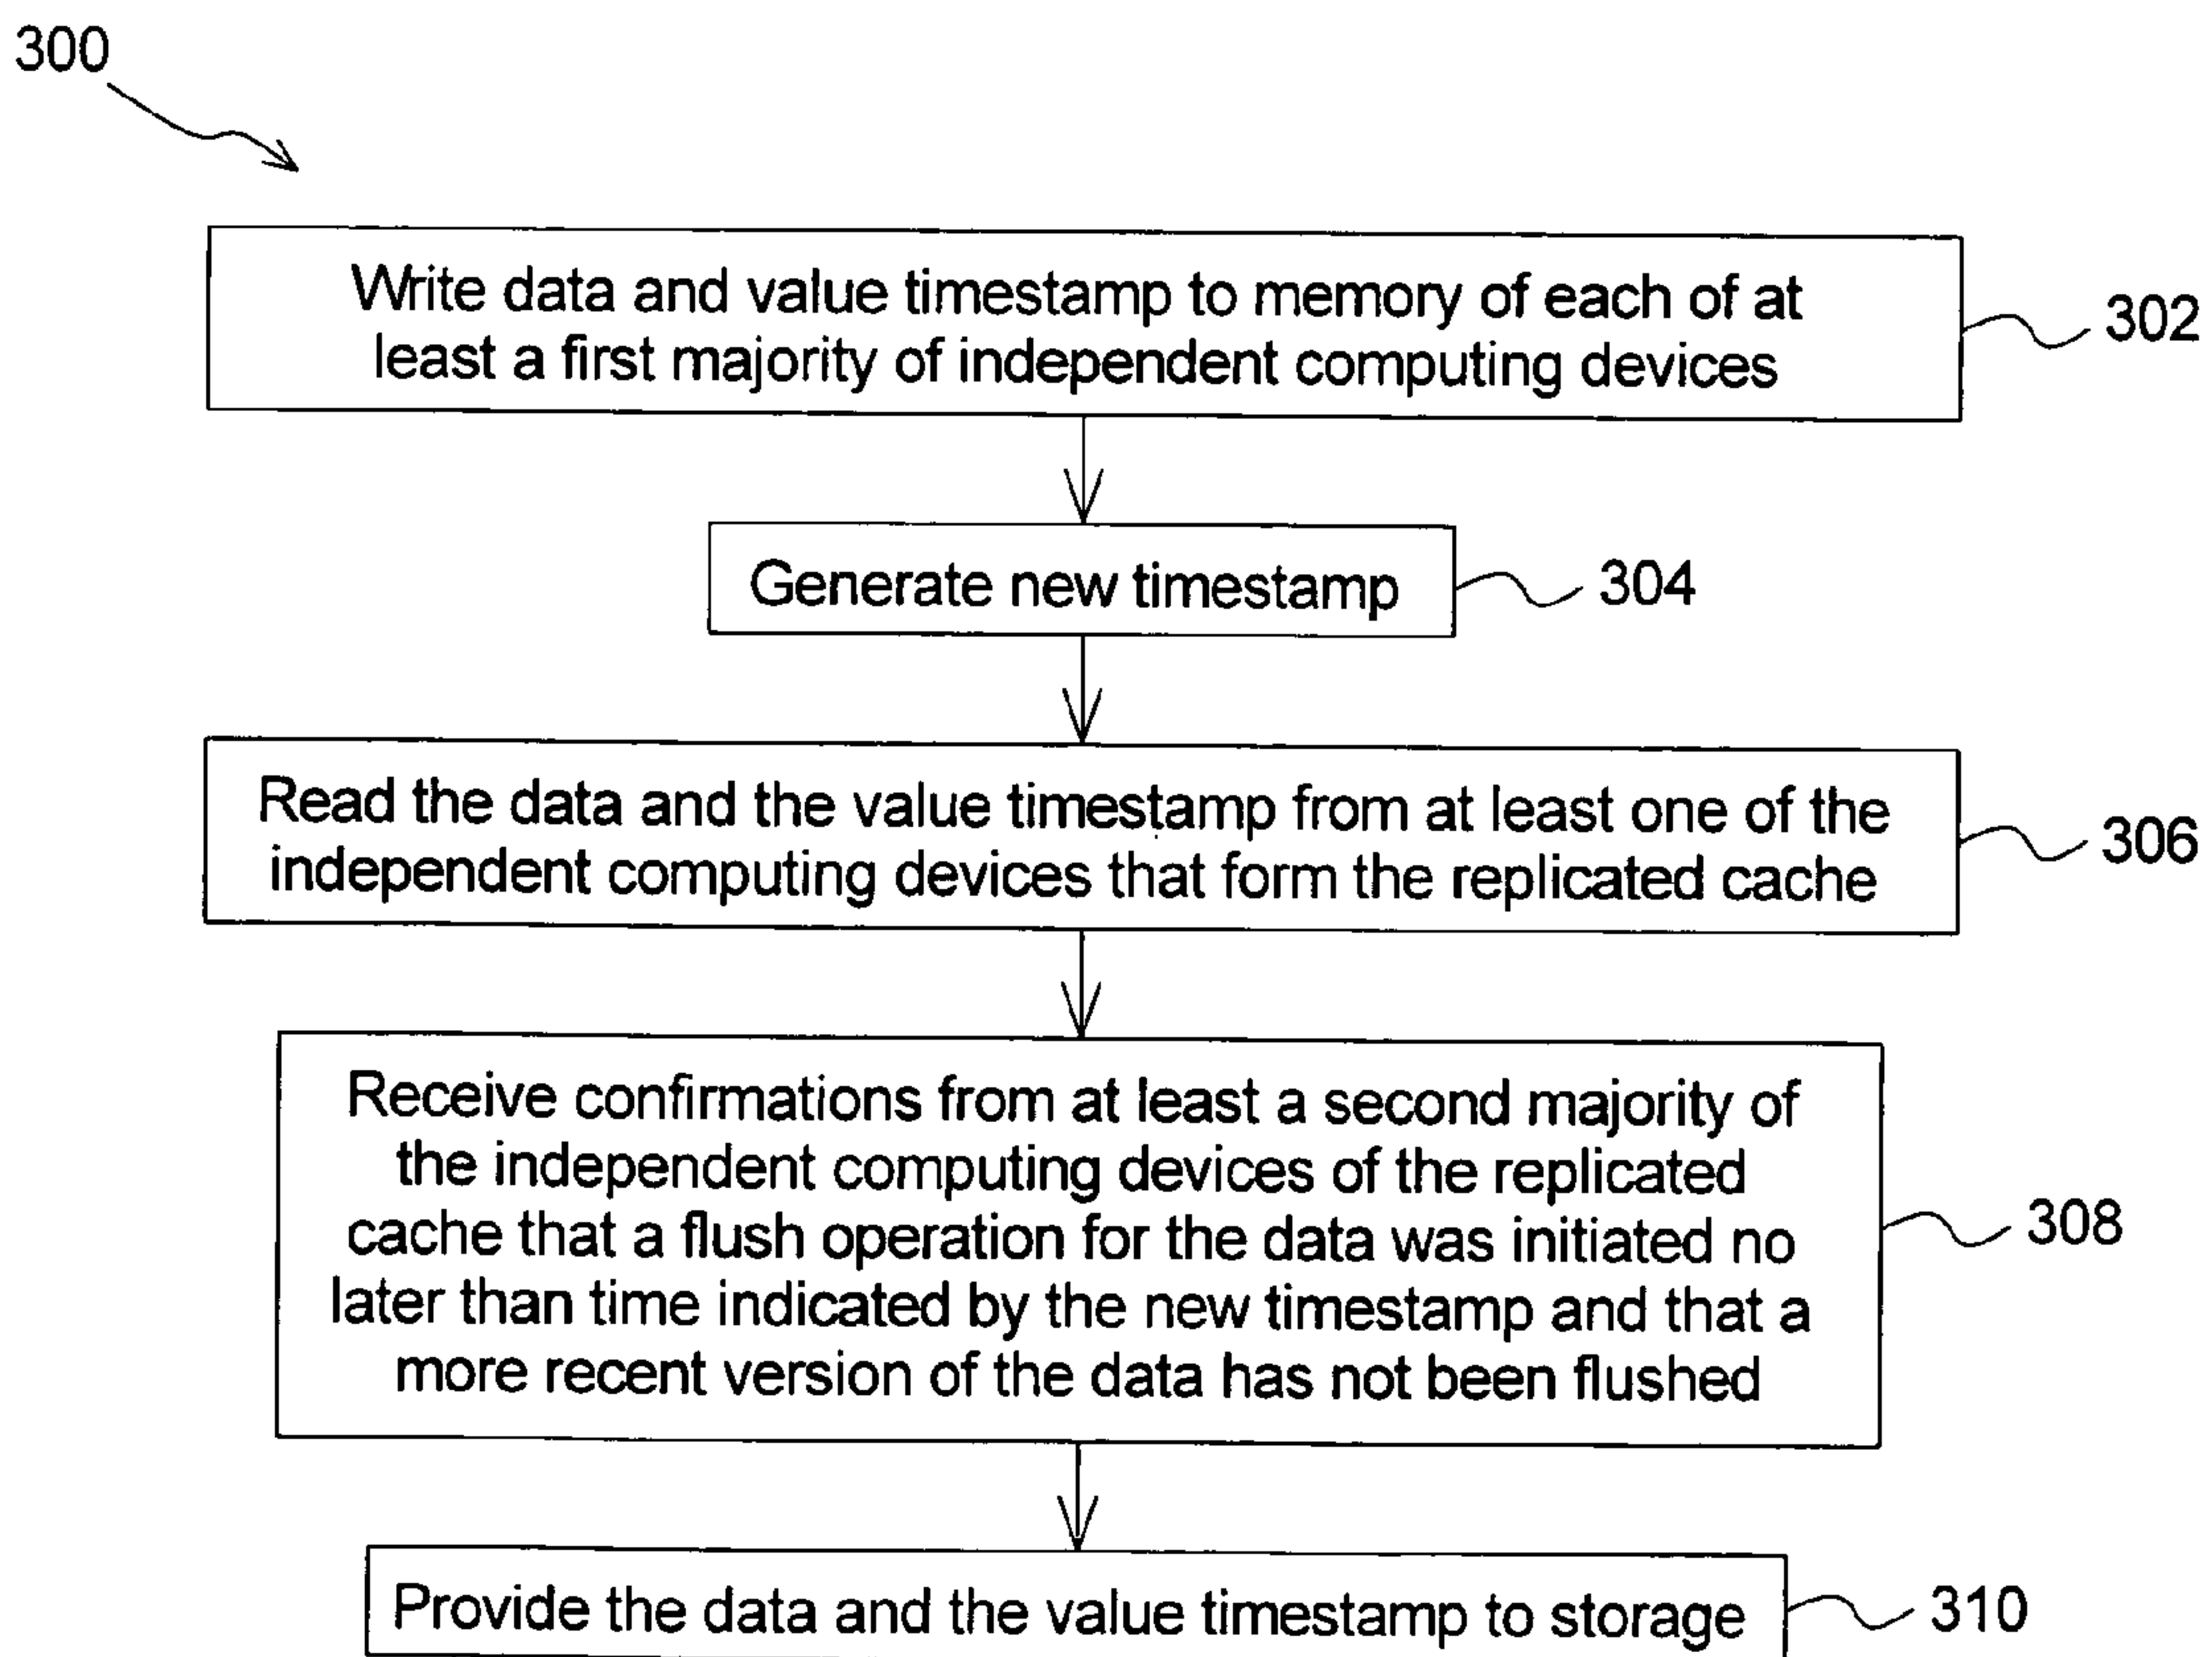 300
Write data and value timestamp to memory of each of at
least a first majority of independent computing devices
302
Generate new timestamp
304
Read the data and the value timestamp from at least one of the
independent computing devices that form the replicated cache
306
Receive confirmations from at least a second majority of
the independent computing devices of the replicated
cache that a flush operation for the data was initiated no
later than time indicated by the new timestamp and that a
more recent version of the data has not been flushed
308
Provide the data and the value timestamp to storage
310